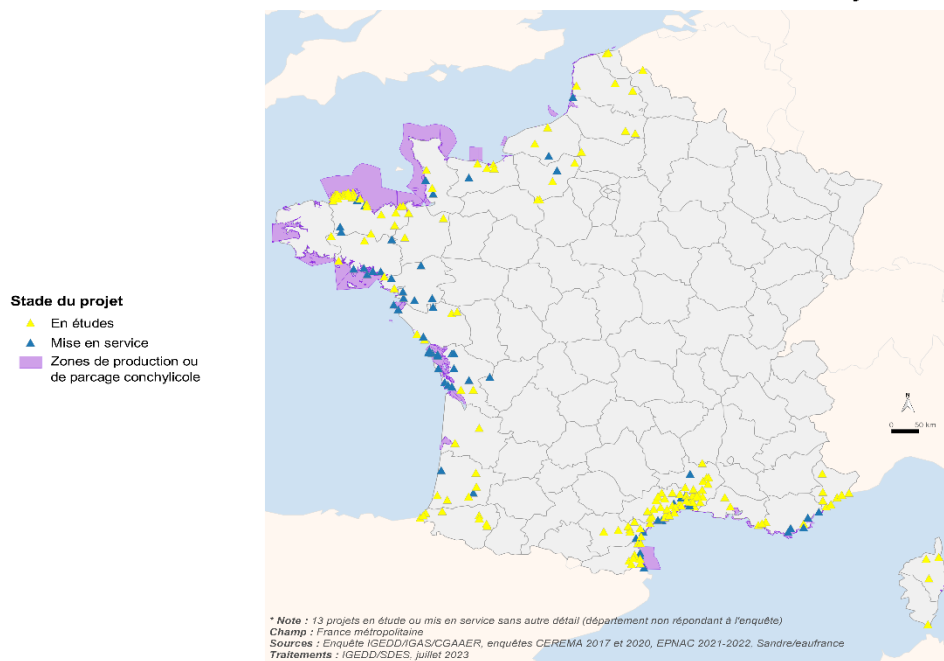 Stade du projet
En études
Mise en service
Zones de production ou
de parcage conchylicole
N
0 50 km
* Note : 13 projets en étude ou mis en service sans autre détail (département non répondant à l'enquête)
Champ : France métropolitaine
Sources : Enquête IGEDD/IGAS/CGAAER, enquêtes CEREMA 2017 et 2020, EPNAC 2021-2022. Sandre/eaufrance
Traitements : IGEDD/SDES, juillet 2023